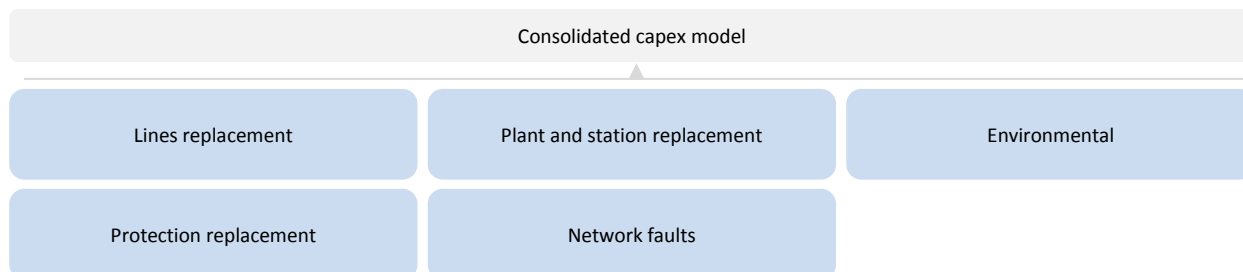 Consolidated capex model
Lines replacement
Plant and station replacement
Environmental
Protection replacement
Network faults